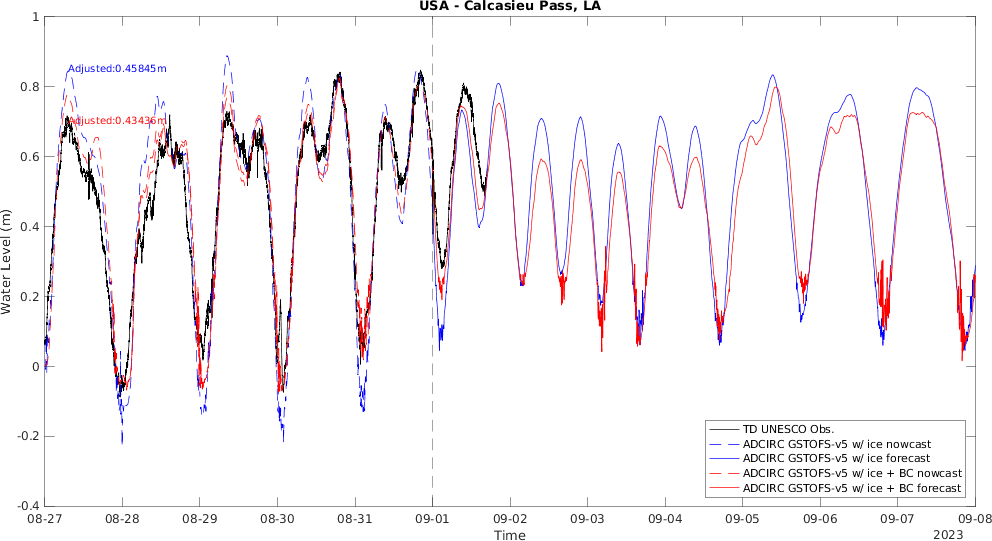 USA - Calcasieu Pass, LA
Water Level (m)
1
0.8
0.6
0.4
0.2
0
-0.2
-0.4
Adjusted:0.45845m
Adjusted:0.43436m
TD UNESCO Obs.
ADCIRC GSTOFS-v5 w/ ice nowcast
ADCIRC GSTOFS-v5 w/ ice forecast
ADCIRC GSTOFS-v5 w/ ice + BC nowcast
ADCIRC GSTOFS-v5 w/ ice + BC forecast
08-27 08-28 08-29 08-30 08-31 09-01 09-02 09-03 09-04 09-05 09-06 09-07 09-08
Time
2023